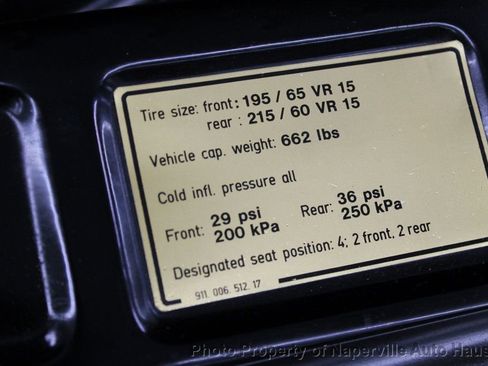 Tire size: front: 195 / 65 VR 15
rear : 215 / 60 VR 15
Vehicle cap. weight: 662 lbs
Cold infl. pressure all
Front: 29 psi 200 kPa Rear: 36 psi 250 kPa
Designated seat position: 4; 2 front, 2 rear
911. 006. 512. 17
Photo Property of Naperville Auto Haus